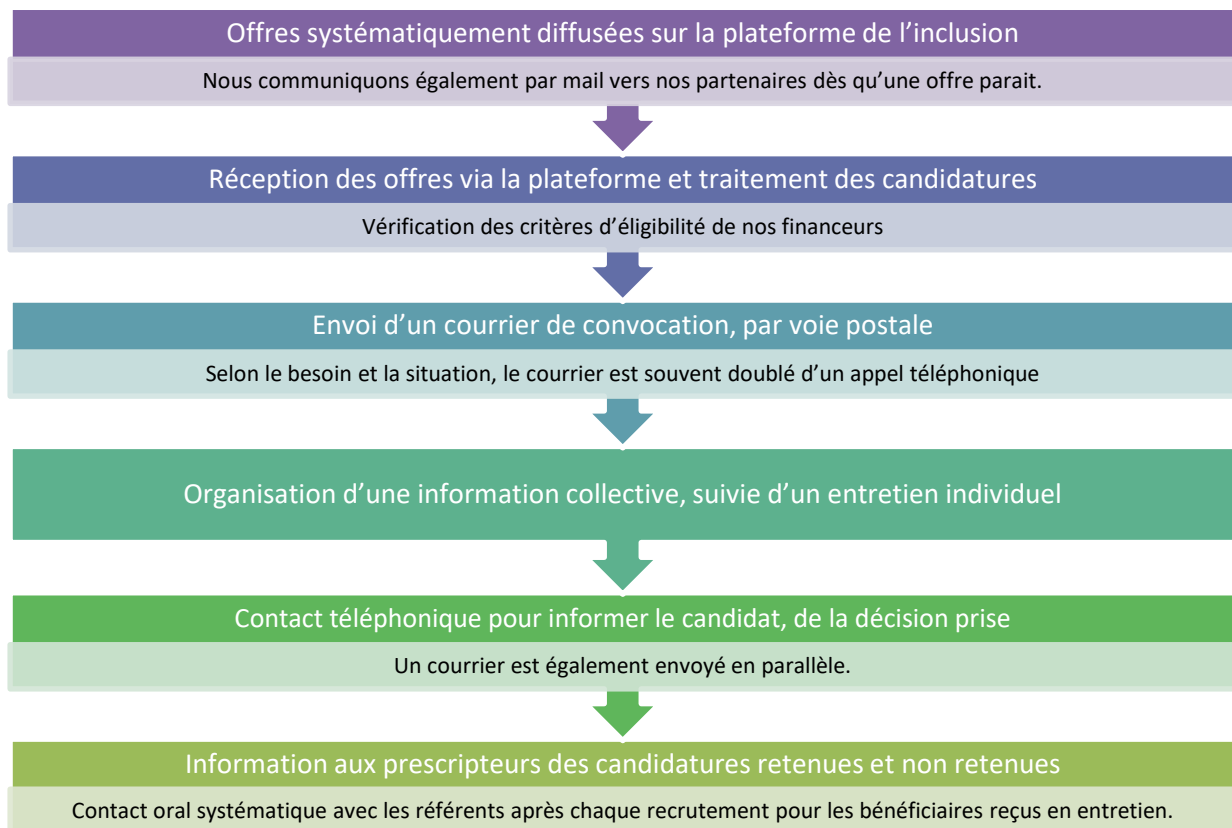 Offres systématiquement diffusées sur la plateforme de l’inclusion
Nous communiquons également par mail vers nos partenaires dès qu’une offre parait.
Réception des offres via la plateforme et traitement des candidatures
Vérification des critères d’éligibilité de nos financeurs
Envoi d’un courrier de convocation, par voie postale
Selon le besoin et la situation, le courrier est souvent doublé d’un appel téléphonique
Organisation d’une information collective, suivie d’un entretien individuel
Contact téléphonique pour informer le candidat, de la décision prise
Un courrier est également envoyé en parallèle.
Information aux prescripteurs des candidatures retenues et non retenues
Contact oral systématique avec les référents après chaque recrutement pour les bénéficiaires reçus en entretien.